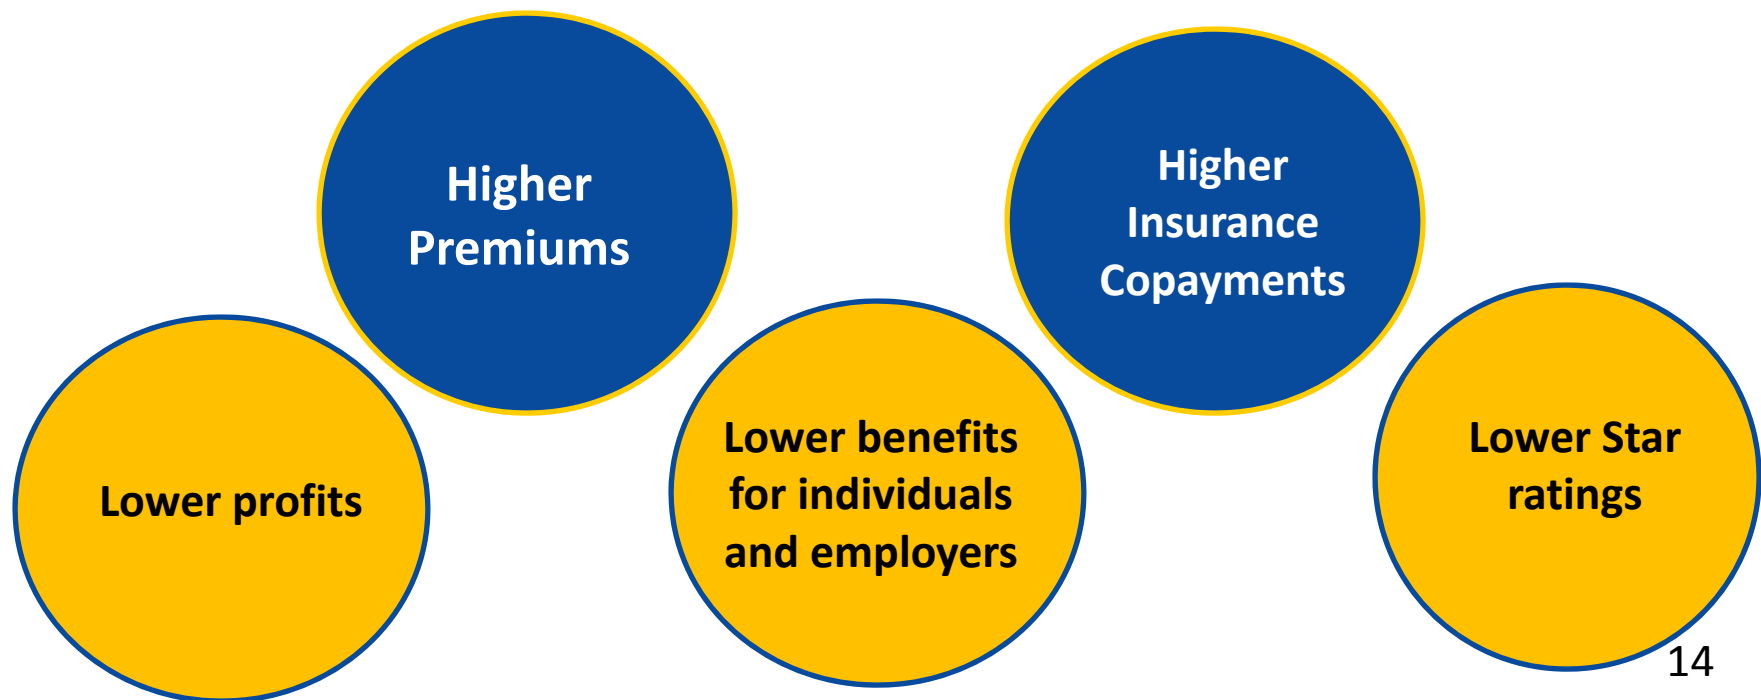 Higher
Premiums
Higher
Insurance
Copayments
Lower profits
Lower benefits
for individuals
and employers
Lower Star
ratings
14